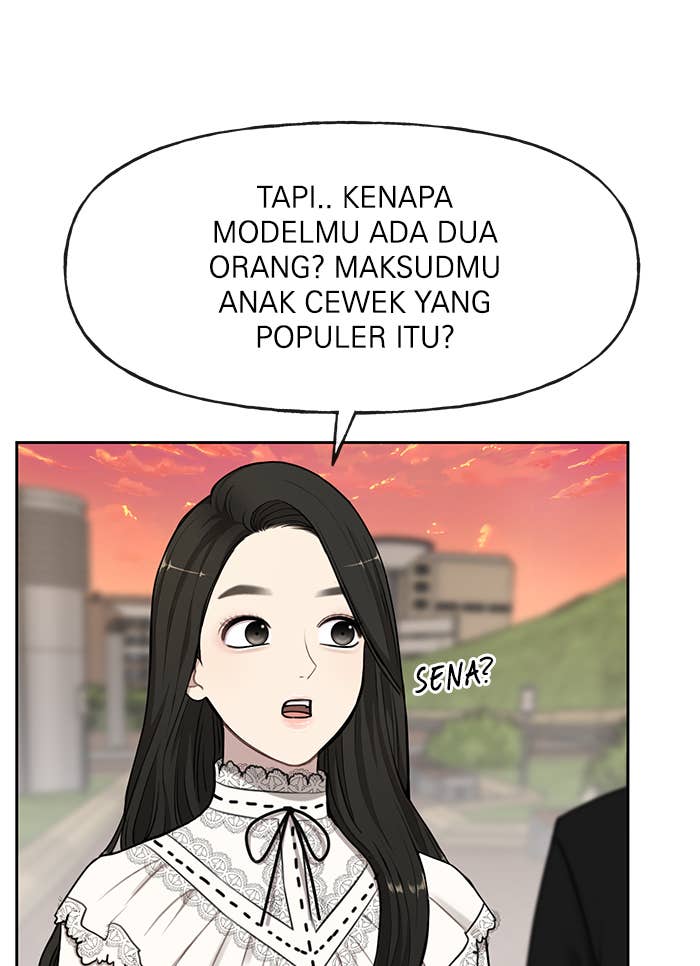 TAPI.. KENAPA
MODELMU ADA DUA
ORANG? MAKSUDMU
ANAK CEWEK YANG
POPULER ITU?
SENA?